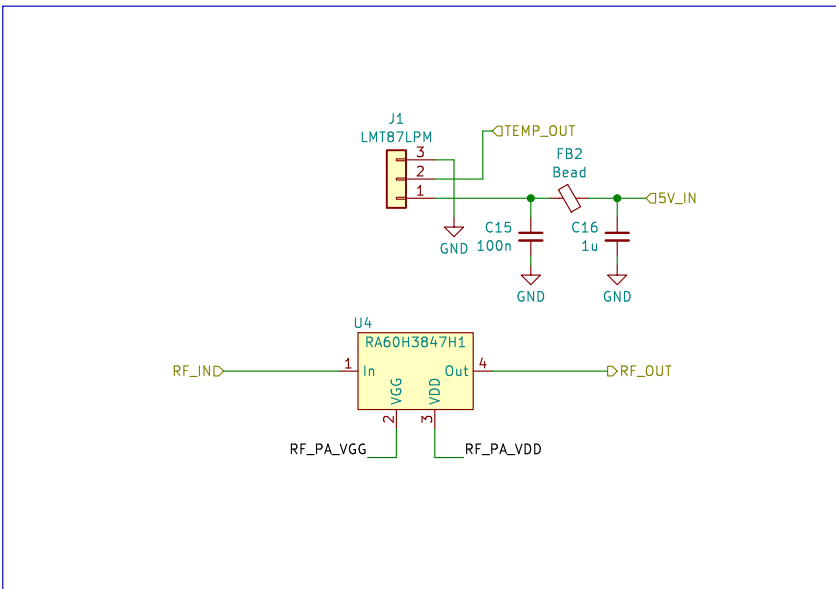 J1
LMT87LPM
3
2
1
TEMP_OUT
FB2
Bead
5V_IN
C15
100n
C16
1u
GND
GND
GND
U4
RA60H3847H1
RF_IN
1
In
Out
4
RF_OUT
VGG
VDD
2
3
RF_PA_VGG
RF_PA_VDD